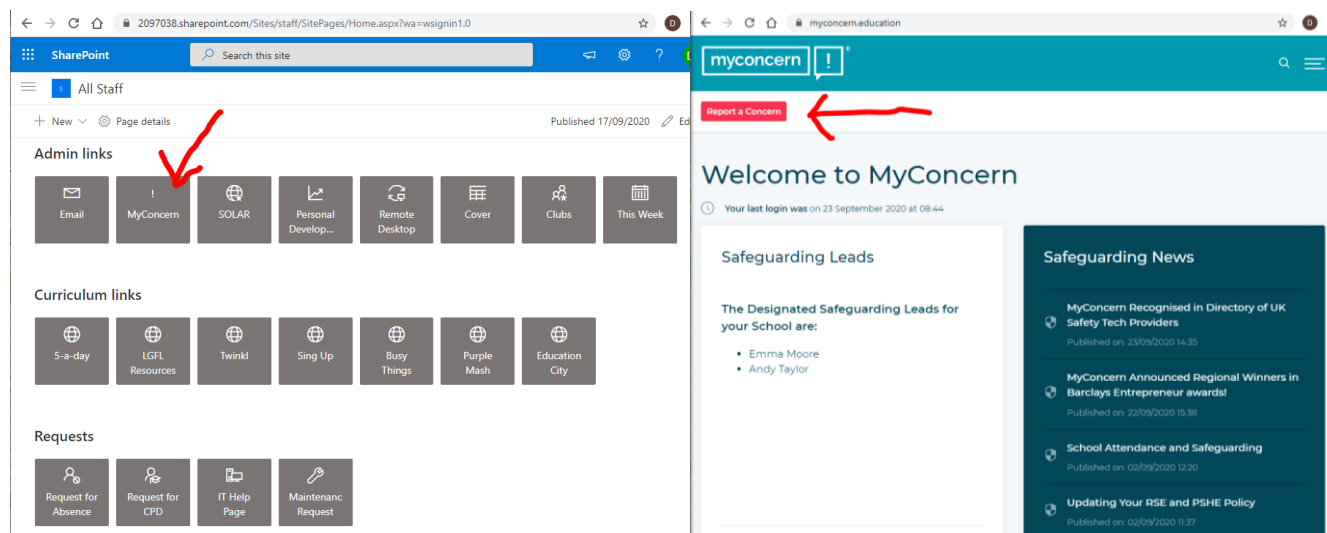 2097038.sharepoint.com/Sites/staff/SitePages/Home.aspx?wa=wsignin1.0
D
SharePoint
Search this site
?
S
All Staff
New
Page details
Published 17/09/2020
Ed
Admin links
Email
MyConcern
SOLAR
Personal
Develop...
Remote
Desktop
Cover
Clubs
This Week
Curriculum links
5-a-day
LGFL
Resources
Twinkl
Sing Up
Busy
Things
Purple
Mash
Education
City
Requests
Request for
Absence
Request for
CPD
IT Help
Page
Maintenanc
Request
myconcern.education
D
myconcern !®
Report a Concern
Welcome to MyConcern
Your last login was on 23 September 2020 at 08:44
Safeguarding Leads
The Designated Safeguarding Leads for
your School are:
• Emma Moore
• Andy Taylor
Safeguarding News
MyConcern Recognised in Directory of UK
Safety Tech Providers
Published on: 23/09/2020 14:35
MyConcern Announced Regional Winners in
Barclays Entrepreneur awards!
Published on: 22/09/2020 15:38
School Attendance and Safeguarding
Published on: 02/09/2020 12:20
Updating Your RSE and PSHE Policy
Published on: 02/09/2020 11:37